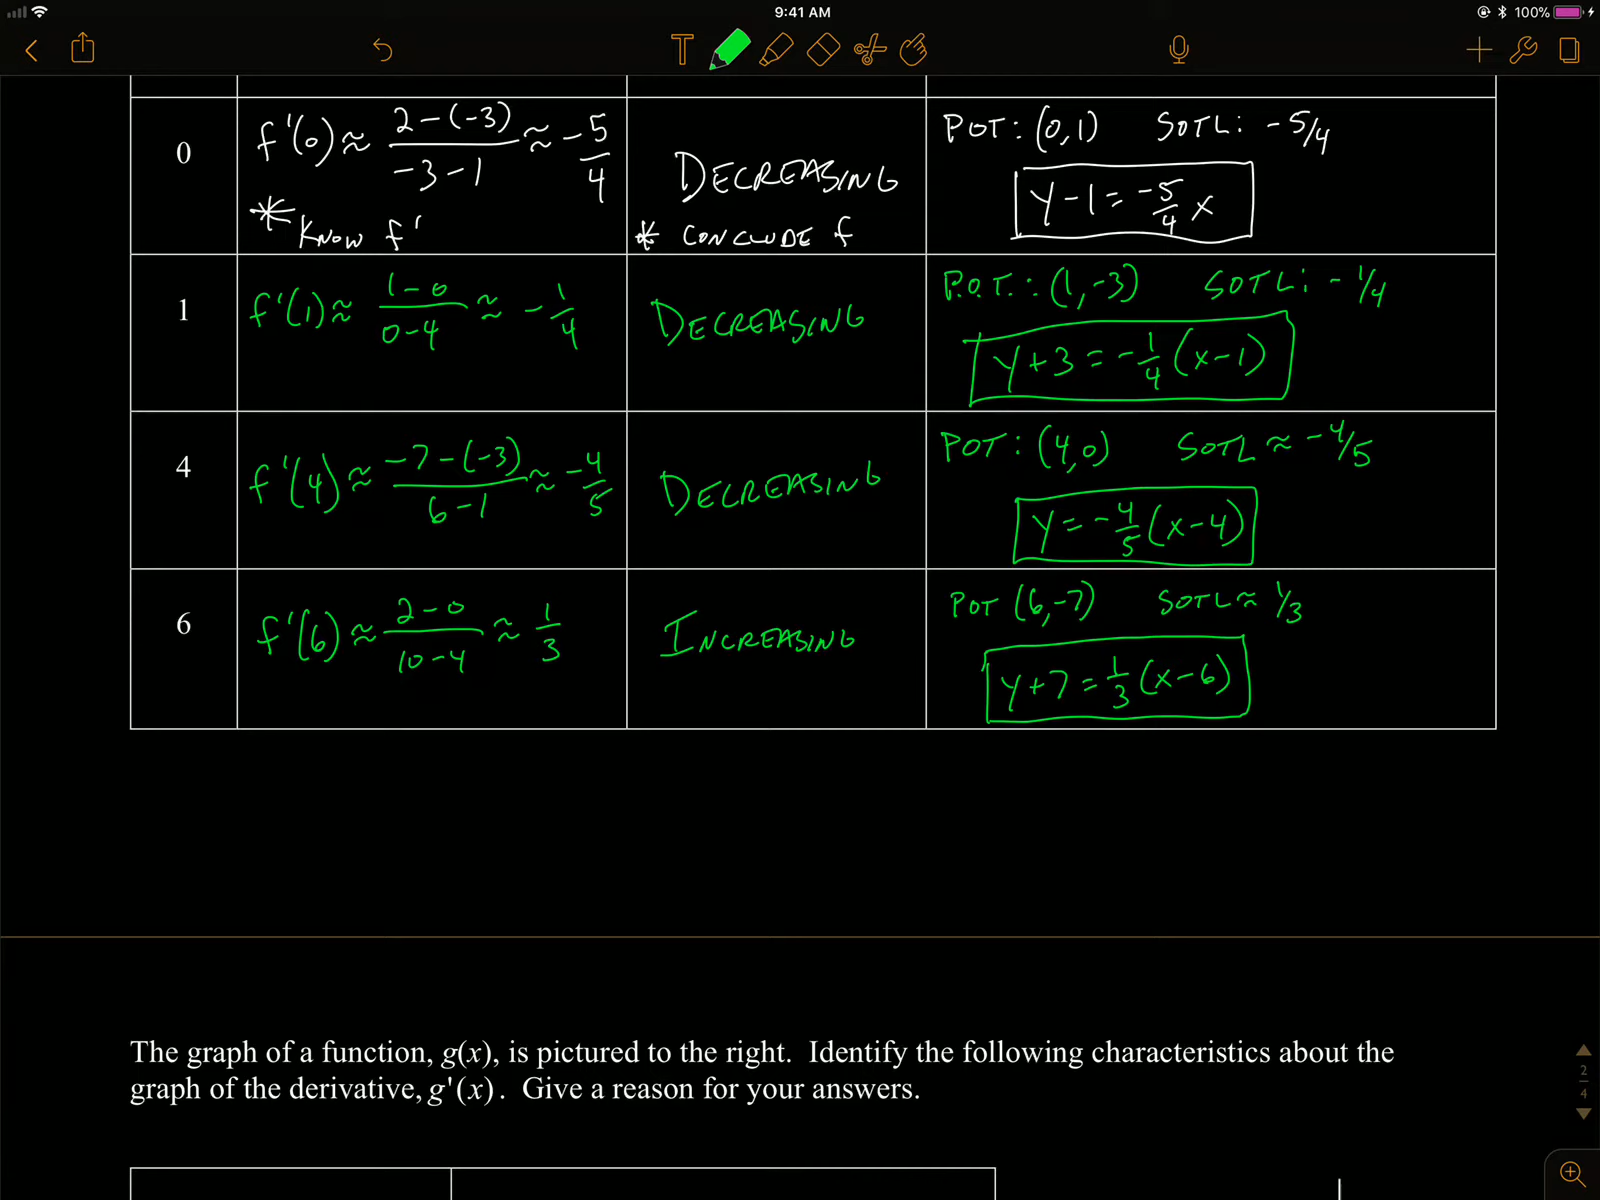 9:41 AM
100%
T
0
f'(0) ≈ 2-(-3) / -3-1 ≈ -5/4
* KNOW f'
DECREASING
* CONCLUDE f
POT: (0,1) SOTL: -5/4
y-1 = -5/4 x
1
f'(1) ≈ 1-0 / 0-4 ≈ -1/4
DECREASING
P.O.T.: (1,-3) SOTL: -1/4
y+3 = -1/4 (x-1)
4
f'(4) ≈ -7-(-3) / 6-1 ≈ -4/5
DECREASING
POT: (4,0) SOTL ≈ -4/5
y = -4/5 (x-4)
6
f'(6) ≈ 2-0 / 10-4 ≈ 1/3
INCREASING
POT (6,-7) SOTL ≈ 1/3
y+7 = 1/3 (x-6)
The graph of a function, g(x), is pictured to the right. Identify the following characteristics about the
graph of the derivative, g'(x). Give a reason for your answers.
2
4